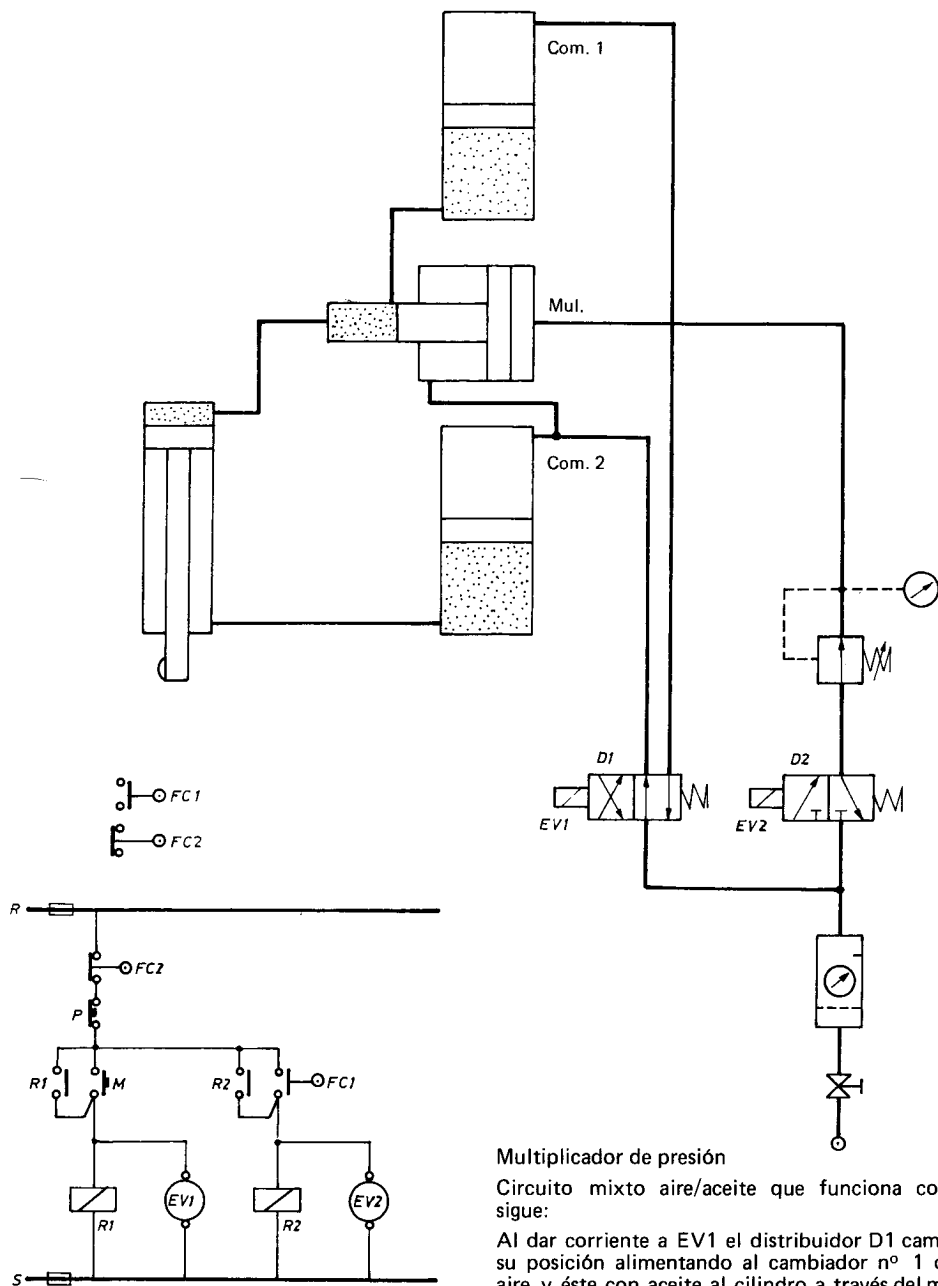 Com. 1
Mul.
Com. 2
D1
D2
EV1
EV2
FC1
FC2
R
FC2
P
R1
M
R2
FC1
EV1
EV2
R1
R2
S
Multiplicador de presión
Circuito mixto aire/aceite que funciona co
sigue:
Al dar corriente a EV1 el distribuidor D1 cam
su posición alimentando al cambiador nº 1
aire y éste con aceite al cilindro a través del m